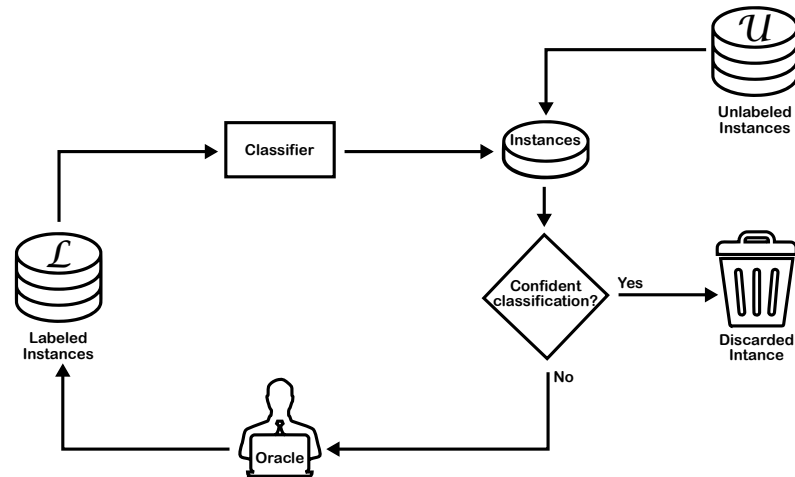 𝒰
Unlabeled
Instances
Classifier
Instances
ℒ
Labeled
Instances
Confident
classification?
Yes
Discarded
Intance
No
Oracle